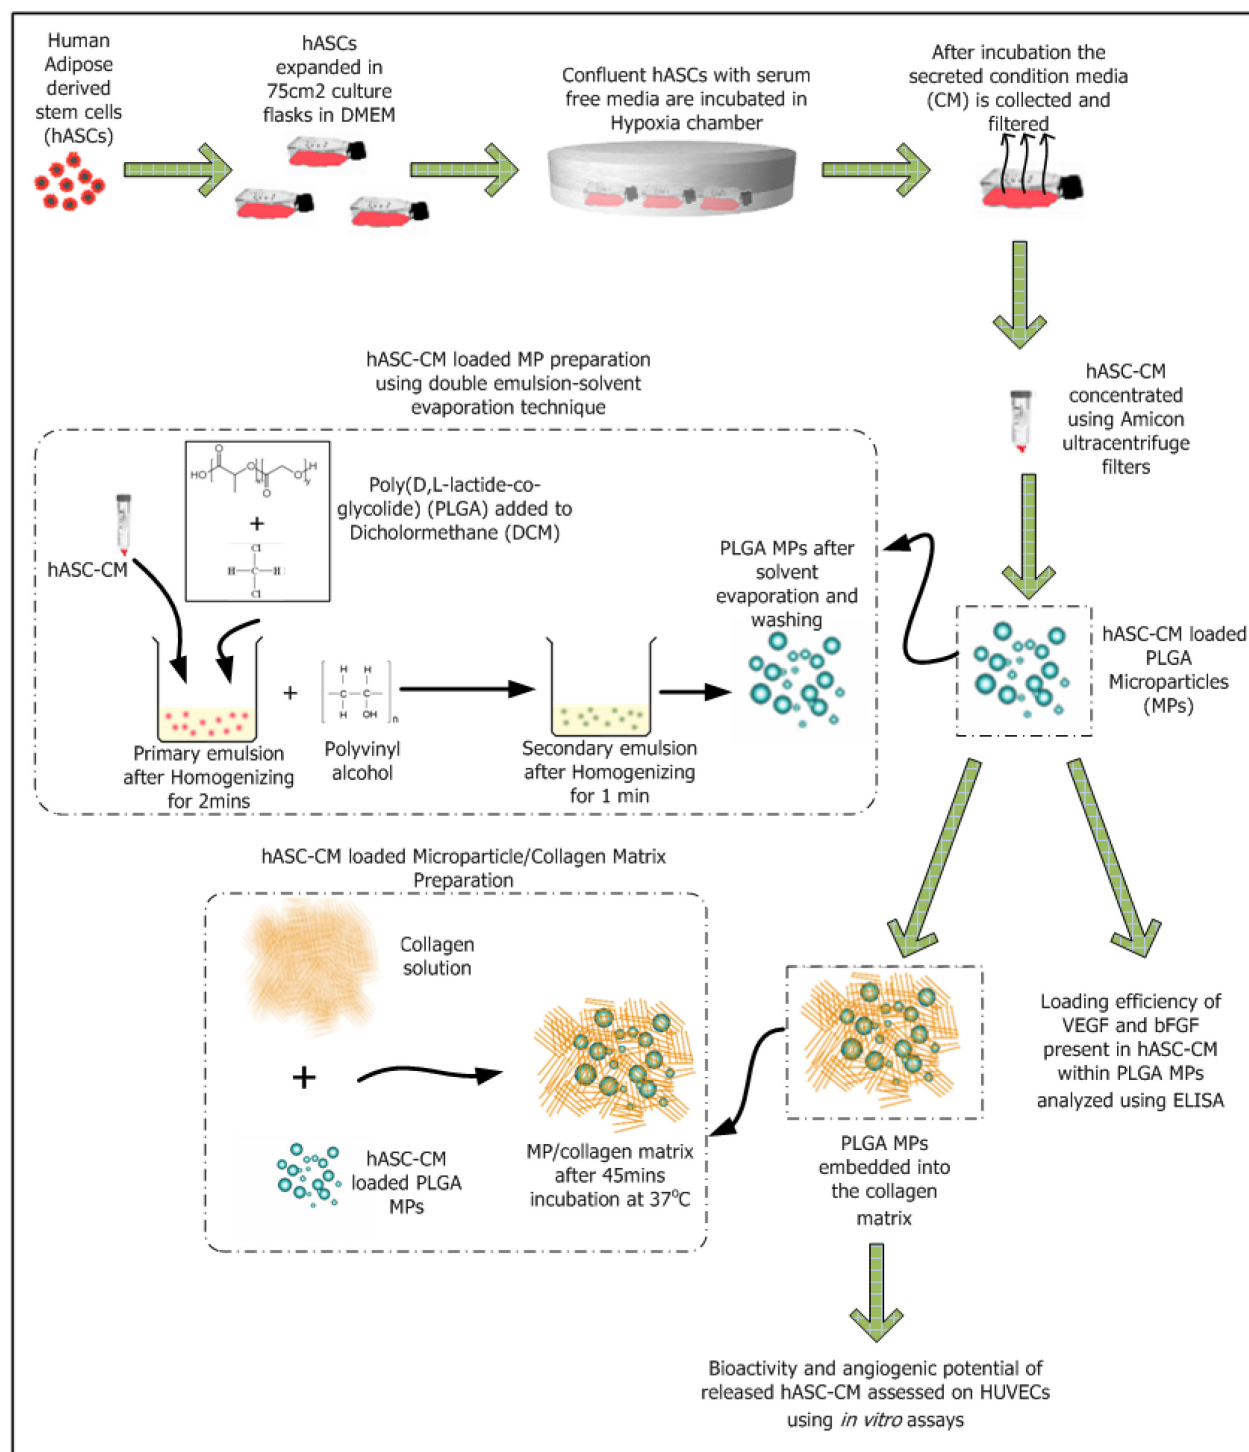 Human
Adipose
derived
stem cells
(hASCs)
hASCs
expanded in
75cm2 culture
flasks in DMEM
Confluent hASCs with serum
free media are incubated in
Hypoxia chamber
After incubation the
secreted condition media
(CM) is collected and
filtered
hASC-CM
concentrated
using Amicon
ultracentrifuge
filters
hASC-CM loaded MP preparation
using double emulsion-solvent
evaporation technique
HO
O
O
x
O
O
H
y
+
Cl
H C H
Cl
Poly(D,L-lactide-co-
glycolide) (PLGA) added to
Dicholormethane (DCM)
hASC-CM
PLGA MPs after
solvent
evaporation and
washing
hASC-CM loaded
PLGA
Microparticles
(MPs)
+
H H
C C
H OH
n
Primary emulsion
after Homogenizing
for 2mins
Polyvinyl
alcohol
Secondary emulsion
after Homogenizing
for 1 min
hASC-CM loaded Microparticle/Collagen Matrix
Preparation
Collagen
solution
+
hASC-CM
loaded PLGA
MPs
MP/collagen matrix
after 45mins
incubation at 37⁰C
Loading efficiency of
VEGF and bFGF
present in hASC-CM
within PLGA MPs
analyzed using ELISA
PLGA MPs
embedded into
the collagen
matrix
Bioactivity and angiogenic potential of
released hASC-CM assessed on HUVECs
using in vitro assays